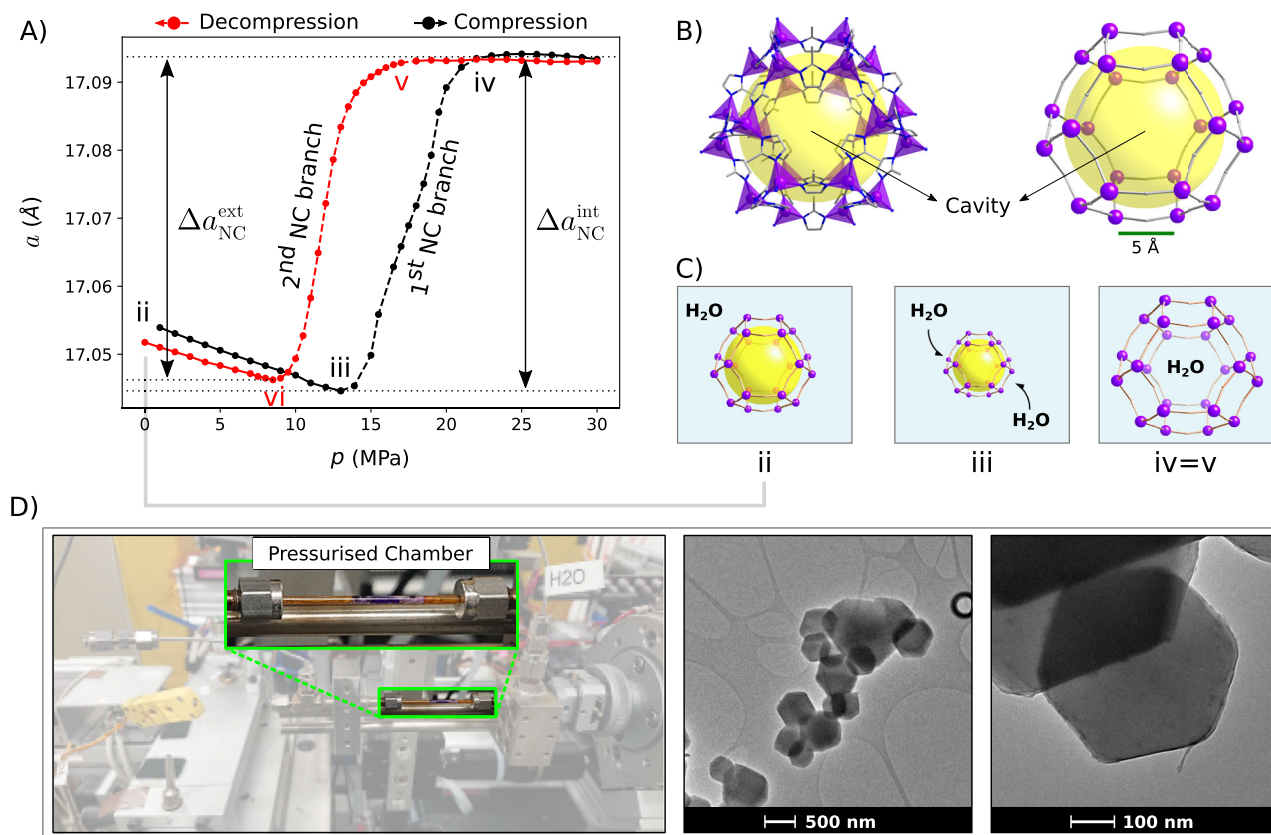 A)
Decompression
Compression
a (Å)
17.09
17.08
17.07
17.06
17.05
0
5
10
15
20
25
30
p (MPa)
ii
iii
iv
v
vi
Δa ext NC
Δa int NC
2nd NC branch
1st NC branch
B)
Cavity
5 Å
C)
H2O
ii
H2O
H2O
iii
H2O
iv=v
D)
Pressurised Chamber
H2O
500 nm
100 nm